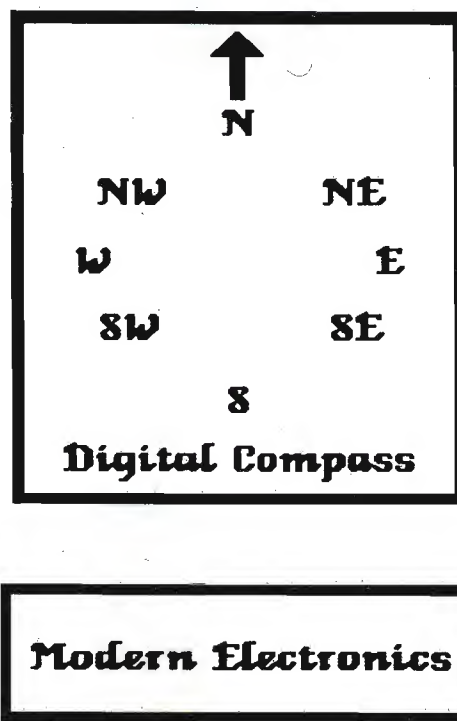 N
NW NE
W E
SW SE
S
Digital Compass
Modern Electronics